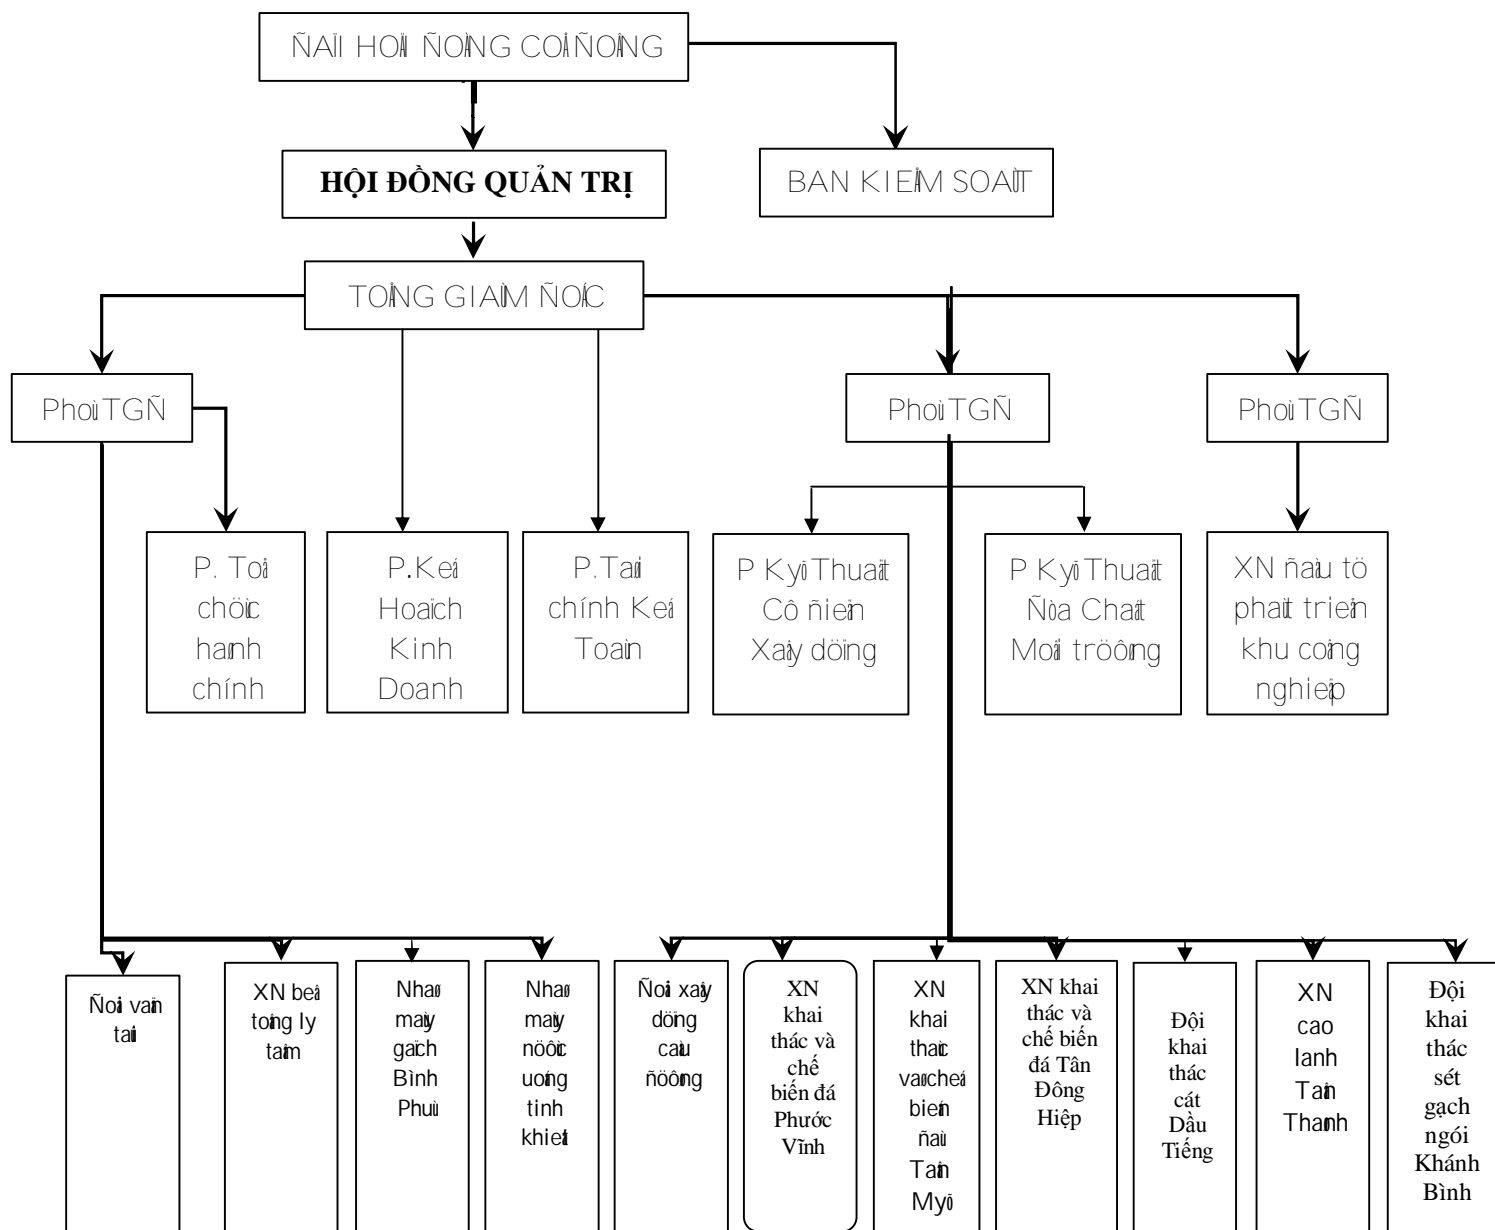 ÑAÏI HOÄI ÑOÀNG COÅ ÑOÂNG
HỘI ĐỒNG QUẢN TRỊ
BAN KIEÅM SOAÙT
TOÅNG GIAÙM ÑOÁC
Phoù TGÑ
Phoù TGÑ
Phoù TGÑ
P. Toå
chöùc
haønh
chính
P.Keá
Hoaïch
Kinh
Doanh
P.Taøi
chính Keá
Toaùn
P Kyõ Thuaät
Cô ñieän
Xaây döïng
P Kyõ Thuaät
Ñòa Chaát
Moâi tröôøng
XN ñaàu tö
phaùt trieån
khu coâng
nghieäp
Ñoäi vaän
taûi
XN beâ
toâng ly
taâm
Nhaø
maùy
gaïch
Bình
Phuù
Nhaø
maùy
nöôùc
uoáng
tinh
khieát
Ñoäi xaây
döïng
caàu
ñöôøng
XN
khai
thác và
chế
biến đá
Phước
Vĩnh
XN
khai
thaùc
vaø cheá
bieán
ñaù
Taân
Myõ
XN khai
thác và
chế biến
đá Tân
Đông
Hiệp
Đội
khai
thác
cát
Dầu
Tiếng
XN
cao
lanh
Taân
Thaønh
Đội
khai
thác
sét
gạch
ngói
Khánh
Bình